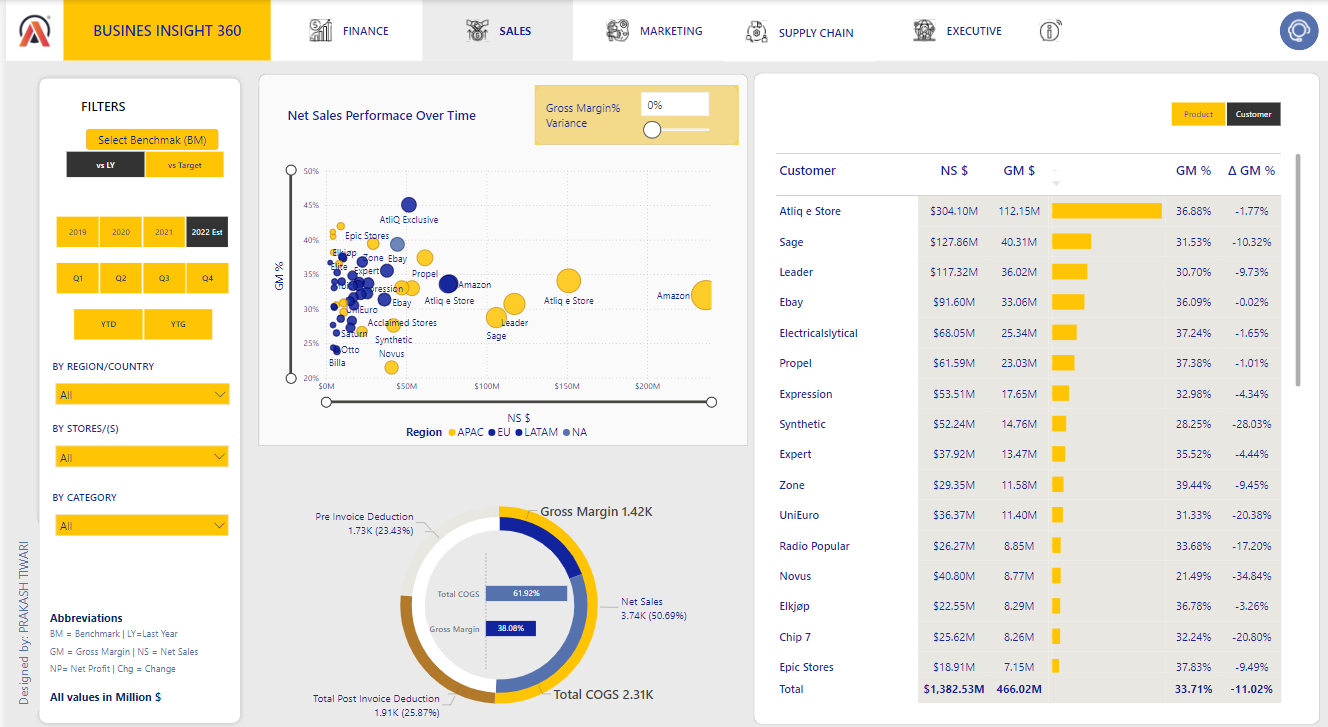 BUSINES INSIGHT 360
FINANCE
SALES
MARKETING
SUPPLY CHAIN
EXECUTIVE
FILTERS
Select Benchmak (BM)
vs LY
vs Target
2019
2020
2021
2022 Est
Q1
Q2
Q3
Q4
YTD
YTG
BY REGION/COUNTRY
All
BY STORES/(S)
All
BY CATEGORY
All
Abbreviations
BM = Benchmark | LY=Last Year
GM = Gross Margin | NS = Net Sales
NP= Net Profit | Chg = Change
All values in Million $
Designed by: PRAKASH TIWARI
Net Sales Performace Over Time
Gross Margin%
Variance
0%
GM %
50%
45%
40%
35%
30%
25%
20%
AtliQ Exclusive
Epic Stores
Elkjøp
Zone
Ebay
Elite
Expert
Propel
Expression
Amazon
Ebay
Atliq e Store
Atliq e Store
Amazon
UniEuro
Acclaimed Stores
Leader
Sage
Saturn
Synthetic
Otto
Novus
Billa
$0M
$50M
$100M
$150M
$200M
NS $
Region APAC EU LATAM NA
Pre Invoice Deduction
1.73K (23.43%)
Gross Margin 1.42K
Total COGS
61.92%
Gross Margin
38.08%
Net Sales
3.74K (50.69%)
Total Post Invoice Deduction
1.91K (25.87%)
Total COGS 2.31K
Product
Customer
Customer NS $ GM $ GM % Δ GM %
Atliq e Store $304.10M 112.15M 36.88% -1.77%
Sage $127.86M 40.31M 31.53% -10.32%
Leader $117.32M 36.02M 30.70% -9.73%
Ebay $91.60M 33.06M 36.09% -0.02%
Electricalslytical $68.05M 25.34M 37.24% -1.65%
Propel $61.59M 23.03M 37.38% -1.01%
Expression $53.51M 17.65M 32.98% -4.34%
Synthetic $52.24M 14.76M 28.25% -28.03%
Expert $37.92M 13.47M 35.52% -4.44%
Zone $29.35M 11.58M 39.44% -9.45%
UniEuro $36.37M 11.40M 31.33% -20.38%
Radio Popular $26.27M 8.85M 33.68% -17.20%
Novus $40.80M 8.77M 21.49% -34.84%
Elkjøp $22.55M 8.29M 36.78% -3.26%
Chip 7 $25.62M 8.26M 32.24% -20.80%
Epic Stores $18.91M 7.15M 37.83% -9.49%
Total $1,382.53M 466.02M 33.71% -11.02%